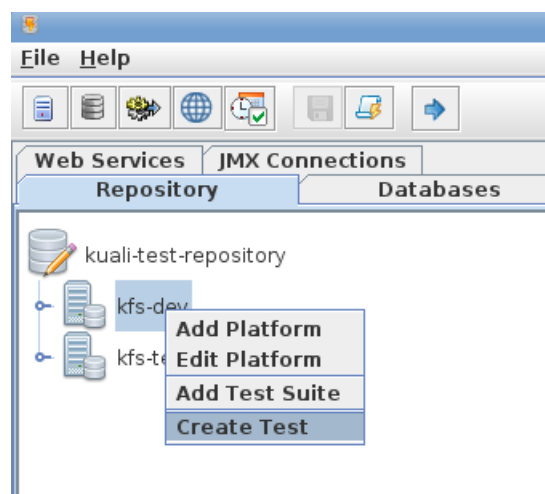 File Help
Web Services JMX Connections
Repository Databases
kuali-test-repository
kfs-dev
Add Platform
Edit Platform
Add Test Suite
Create Test